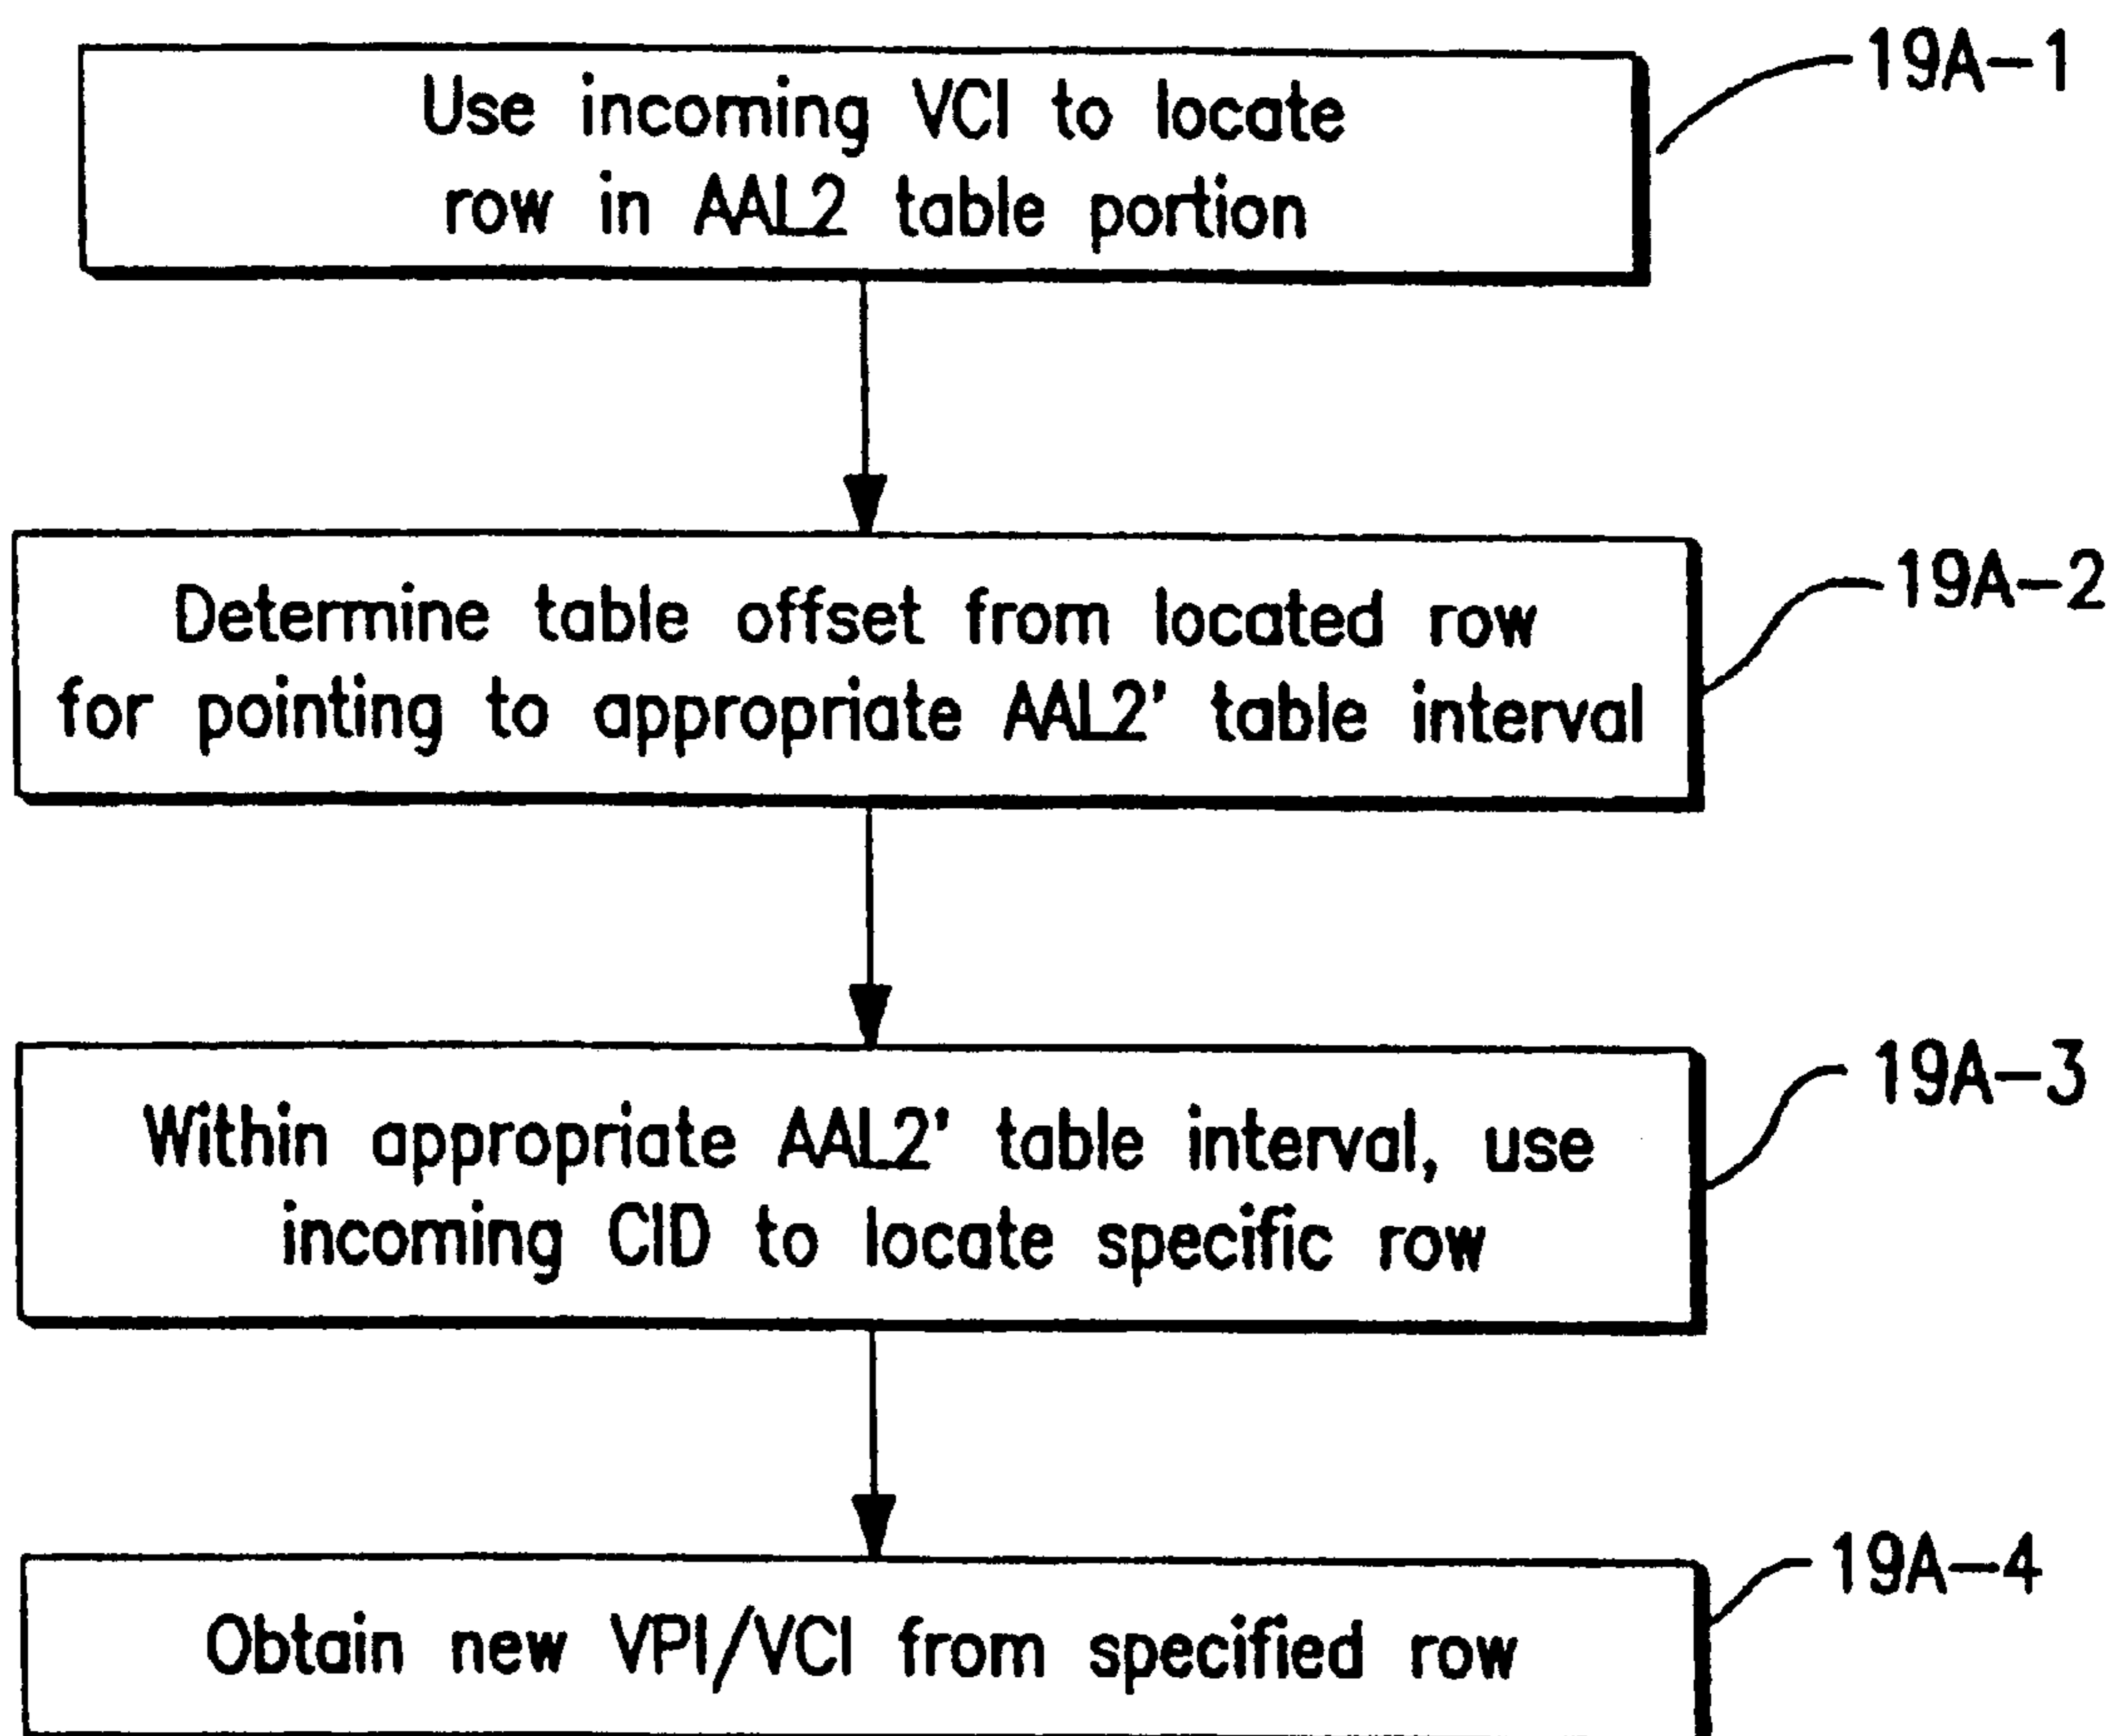 19A-1
Use incoming VCI to locate
row in AAL2 table portion
19A-2
Determine table offset from located row
for pointing to appropriate AAL2' table interval
19A-3
Within appropriate AAL2' table interval, use
incoming CID to locate specific row
19A-4
Obtain new VPI/VCI from specified row